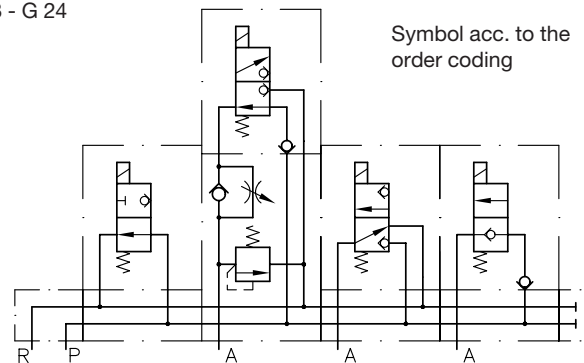 - G 24
Symbol acc. to the
order coding
R P A A A